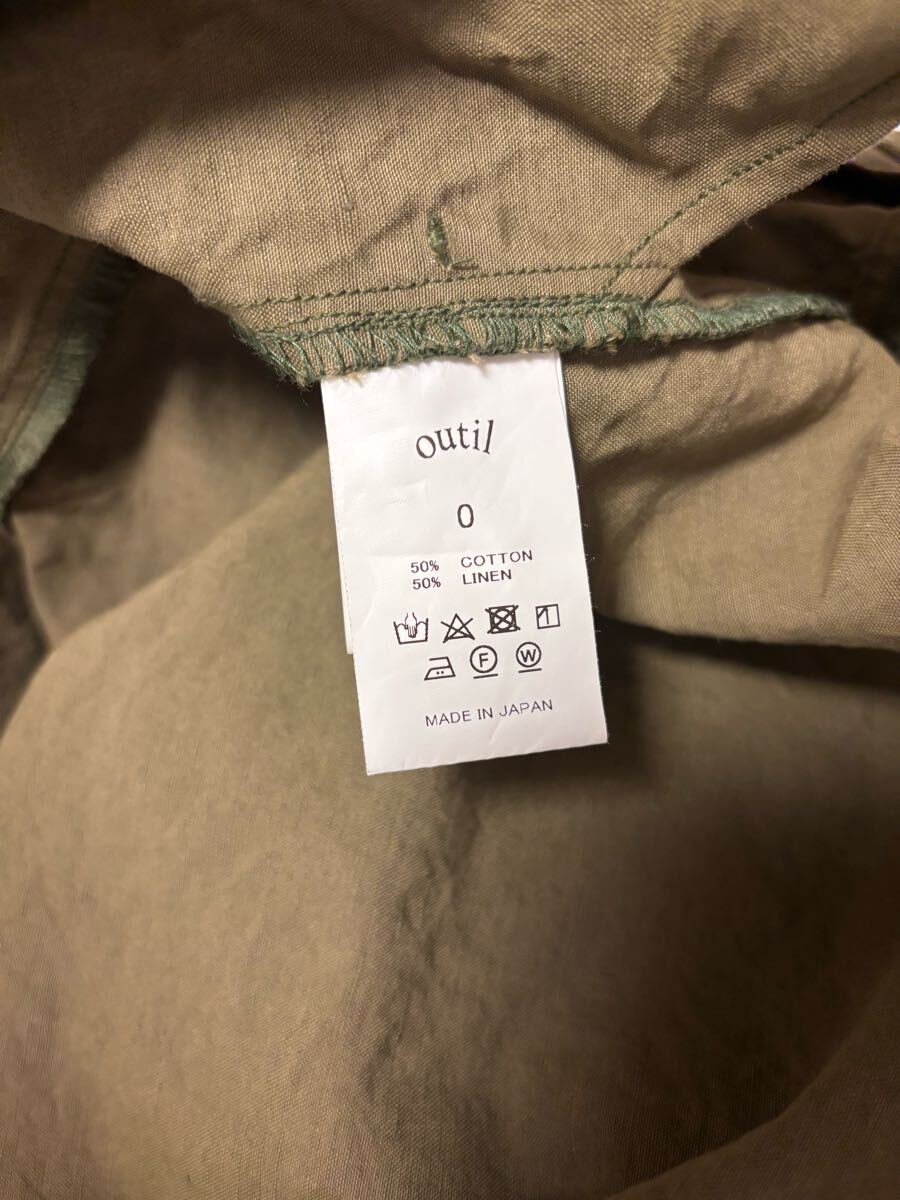 outil
0
50% COTTON
50% LINEN
F W
MADE IN JAPAN